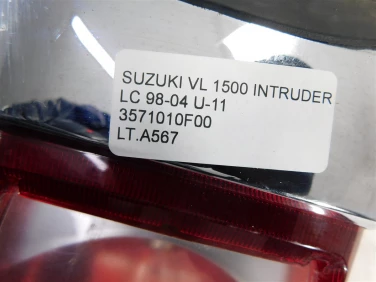 SUZUKI VL 1500 INTRUDER
LC 98-04 U-11
3571010F00
LT.A567